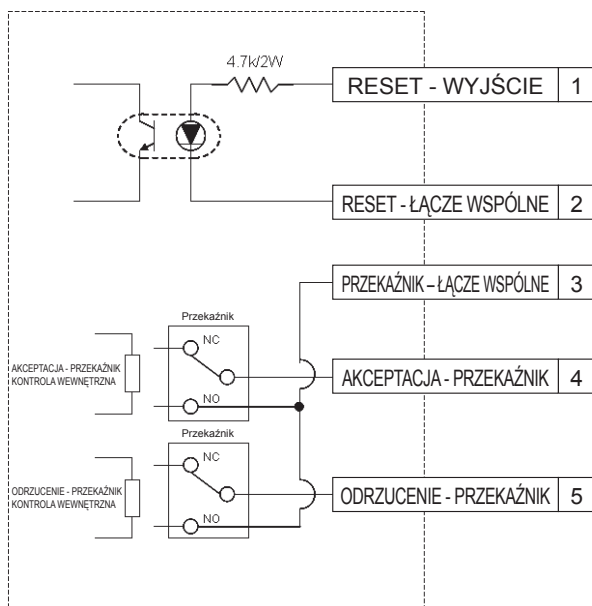 4.7k/2W
RESET - WYJŚCIE 1
RESET - ŁĄCZE WSPÓLNE 2
PRZEKAŹNIK – ŁĄCZE WSPÓLNE 3
Przekaźnik
NC
AKCEPTACJA - PRZEKAŹNIK
KONTROLA WEWNĘTRZNA
AKCEPTACJA - PRZEKAŹNIK 4
NO
Przekaźnik
NC
ODRZUCENIE - PRZEKAŹNIK
KONTROLA WEWNĘTRZNA
ODRZUCENIE - PRZEKAŹNIK 5
NO